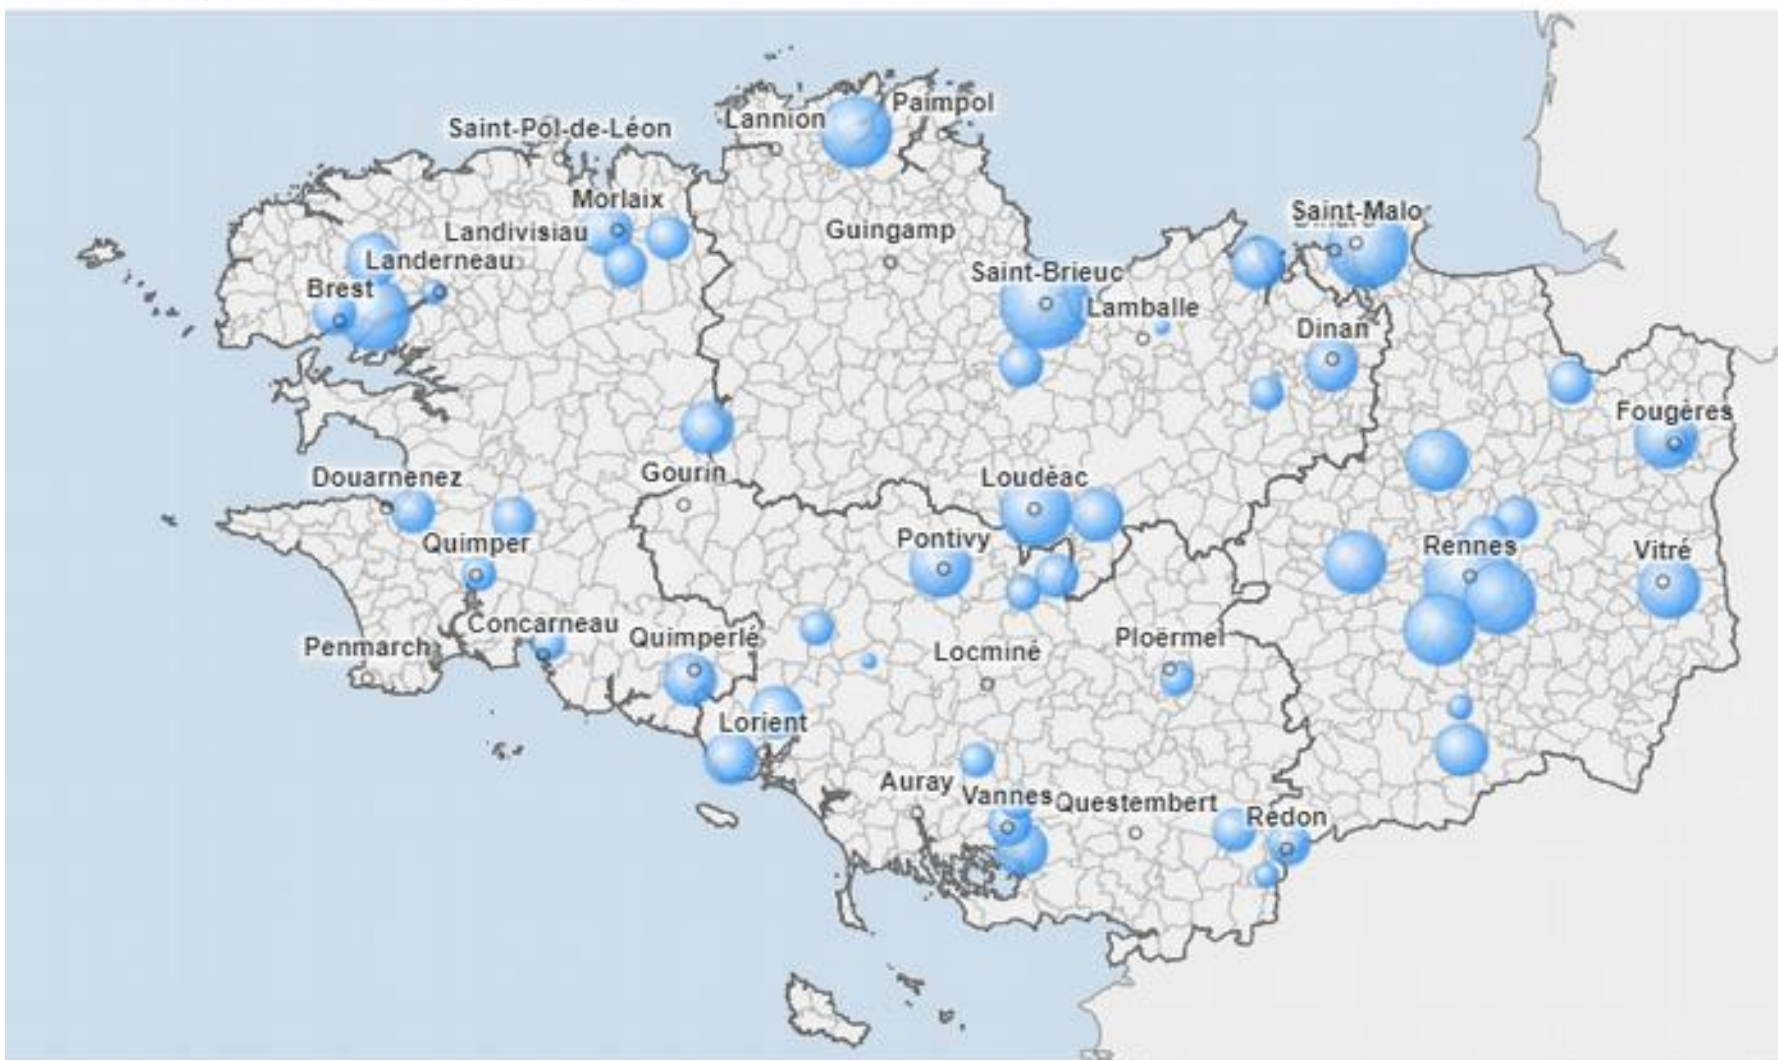 Paimpol
Lannion
Saint-Pol-de-Léon
Morlaix
Saint-Malo
Landivisiau
Guingamp
Dinard
Landerneau
Saint-Brieuc
Brest
Lamballe
Dinan
Fougères
Douarnenez
Gourin
Loudéac
Quimper
Pontivy
Rennes
Vitré
Concarneau
Quimperlé
Ploërmel
Penmarch
Locminé
Lorient
Auray
Vannes
Questembert
Redon